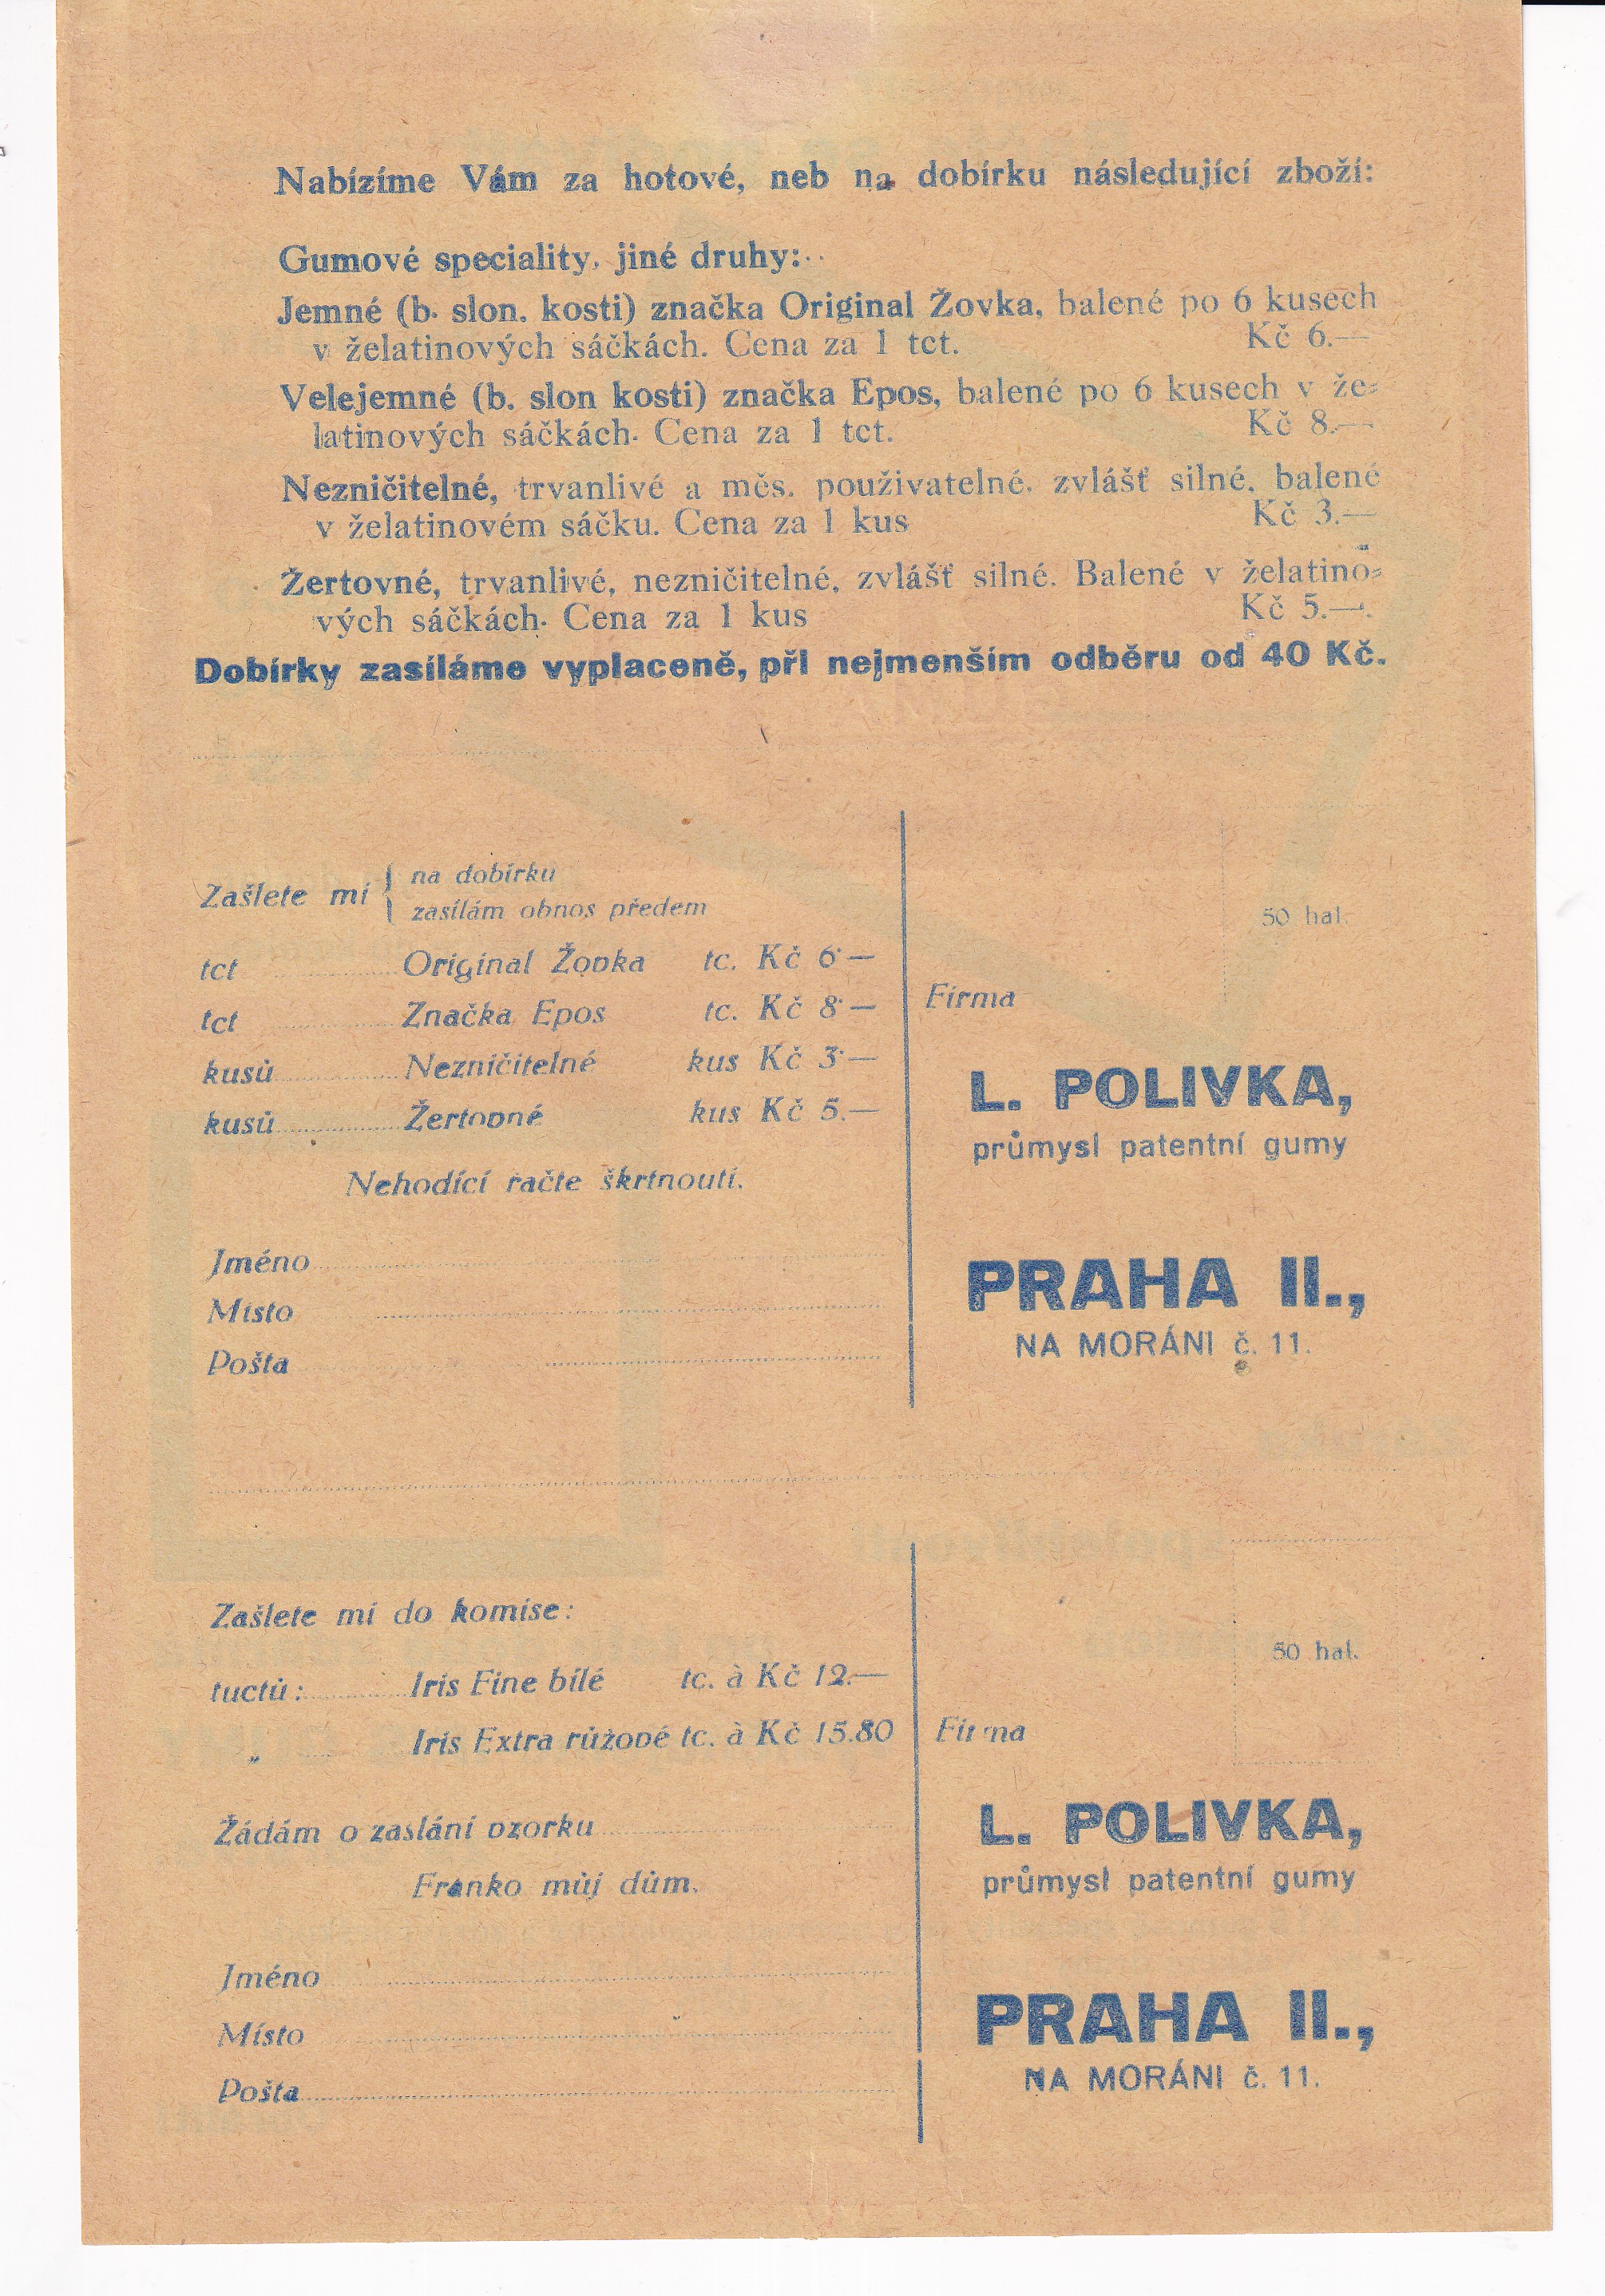 Nabízíme Vám za hotové, neb na dobírku následující zboží:
Gumové speciality, jiné druhy:
Jemné (b. slon. kosti) značka Original Žovka, balené po 6 kusech
v želatinových sáčkách. Cena za 1 tct. Kč 6.—
Velejemné (b. slon kosti) značka Epos, balené po 6 kusech v že-
latinových sáčkách. Cena za 1 tct. Kč 8.—
Nezničitelné, trvanlivé a měs. použivatelné, zvlášť silné, balené
v želatinovém sáčku. Cena za 1 kus Kč 3.—
Žertovné, trvanlivé, nezničitelné, zvlášť silné. Balené v želatino-
vých sáčkách. Cena za 1 kus Kč 5.—.
Dobírky zasíláme vyplaceně, při nejmenším odběru od 40 Kč.
Zašlete mi { na dobírku
zasílám obnos předem
tct Original Žovka tc. Kč 6·—
tct Značka Epos tc. Kč 8·—
kusů Nezničitelné kus Kč 3·—
kusů Žertovné kus Kč 5.—
Nehodící račte škrtnouti.
Jméno
Místo
Pošta
50 hal.
Firma
L. POLIVKA,
průmysl patentní gumy
PRAHA II.,
NA MORÁNI č. 11.
Zašlete mi do komise:
tuctů: Iris Fine bílé tc. à Kč 12.—
„ Iris Extra růžové tc. à Kč 15.80
Žádám o zaslání vzorku
Franko můj dům.
Jméno
Místo
Pošta
50 hal.
Firma
L. POLIVKA,
průmysl patentní gumy
PRAHA II.,
NA MORÁNI č. 11.